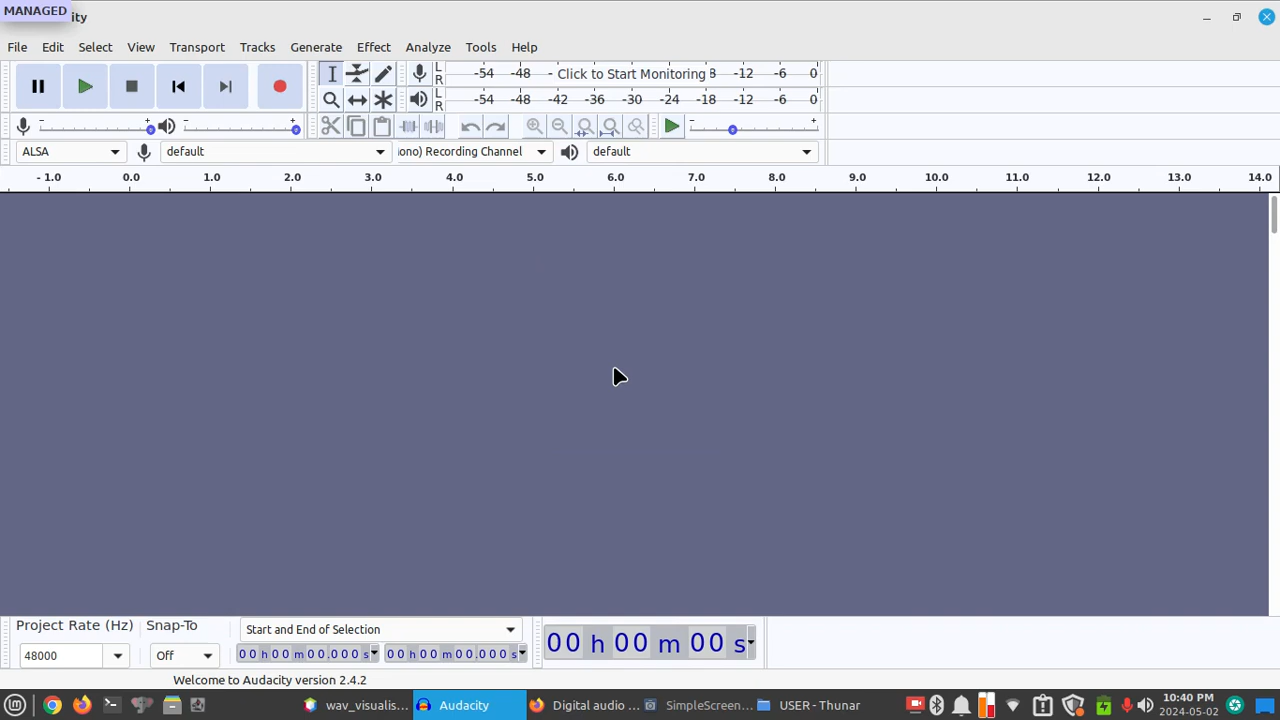 MANAGED
ity
File Edit Select View Transport Tracks Generate Effect Analyze Tools Help
L R -54 -48 - Click to Start Monitoring 8 -12 -6 0
L R -54 -48 -42 -36 -30 -24 -18 -12 -6 0
- + - + - +
ALSA default ono) Recording Channel default
- 1.0 0.0 1.0 2.0 3.0 4.0 5.0 6.0 7.0 8.0 9.0 10.0 11.0 12.0 13.0 14.0
Project Rate (Hz) Snap-To Start and End of Selection
48000 Off 00 h 00 m 00.000 s 00 h 00 m 00.000 s 00 h 00 m 00 s
Welcome to Audacity version 2.4.2
wav_visualis... Audacity Digital audio ... SimpleScreen... USER - Thunar 10:40 PM
2024-05-02